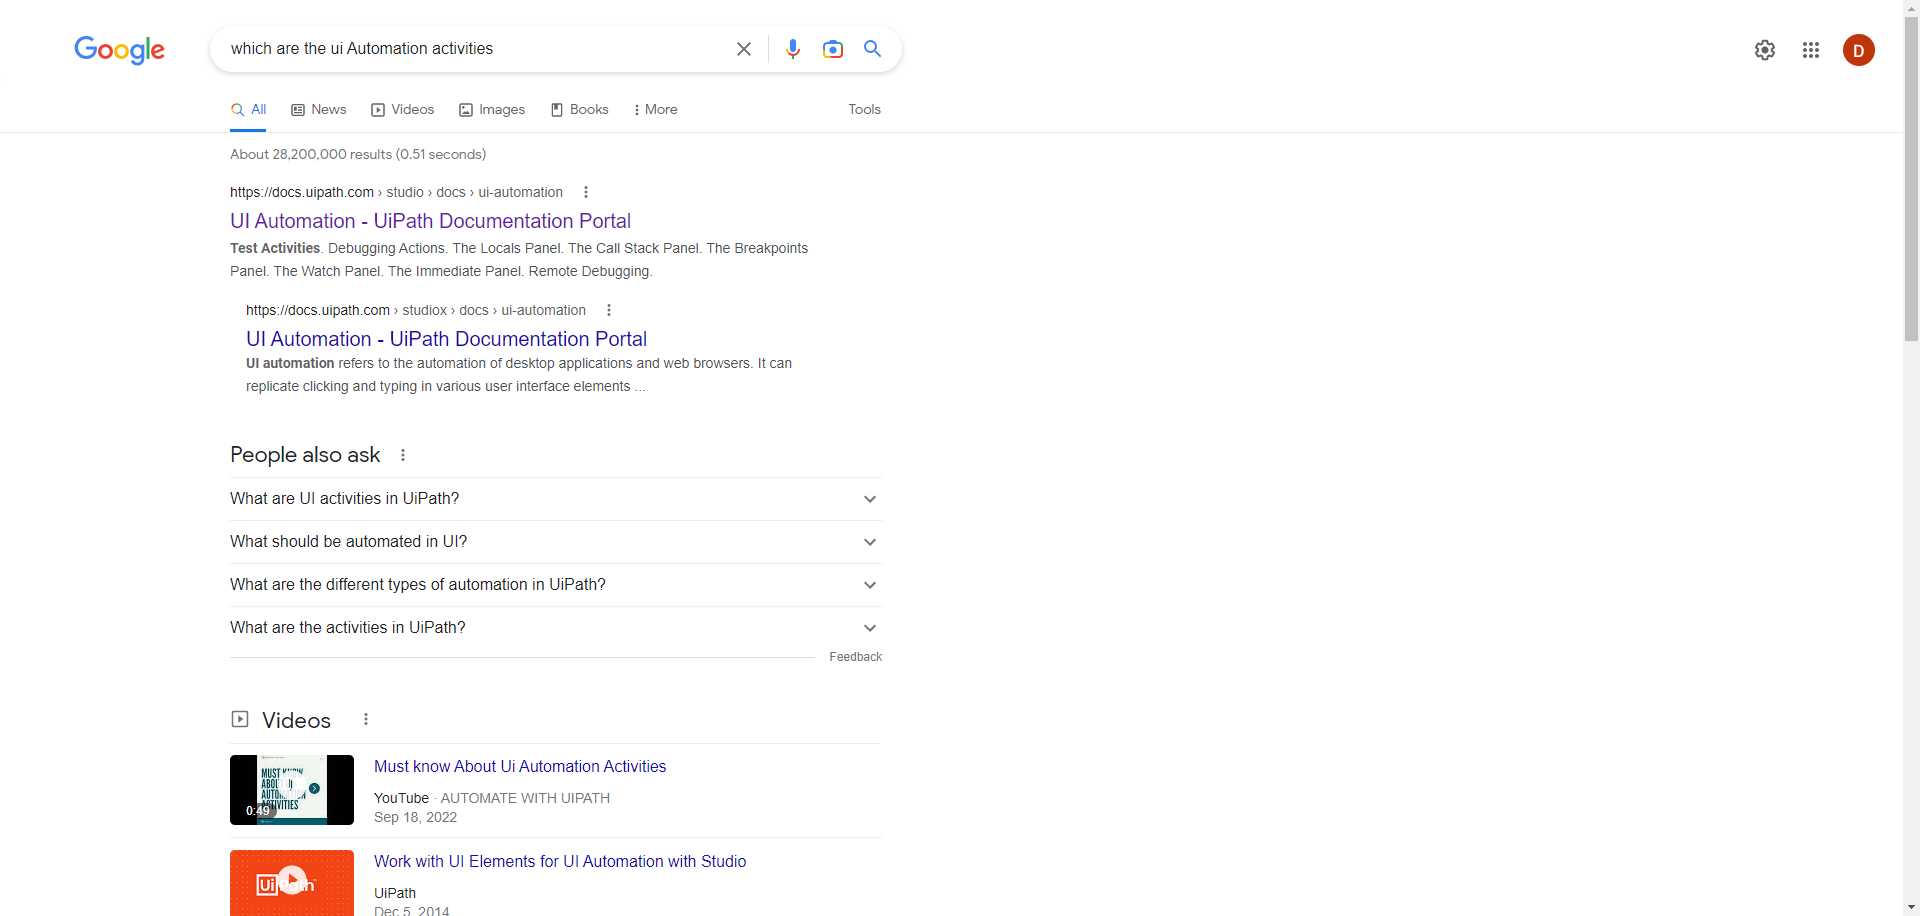 Google
which are the ui Automation activities
D
All
News
Videos
Images
Books
More
Tools
About 28,200,000 results (0.51 seconds)
https://docs.uipath.com › studio › docs › ui-automation
UI Automation - UiPath Documentation Portal
Test Activities. Debugging Actions. The Locals Panel. The Call Stack Panel. The Breakpoints
Panel. The Watch Panel. The Immediate Panel. Remote Debugging.
https://docs.uipath.com › studiox › docs › ui-automation
UI Automation - UiPath Documentation Portal
UI automation refers to the automation of desktop applications and web browsers. It can
replicate clicking and typing in various user interface elements ...
People also ask
What are UI activities in UiPath?
What should be automated in UI?
What are the different types of automation in UiPath?
What are the activities in UiPath?
Feedback
Videos
MUST KNOW
ABOUT UI
AUTOMATION
ACTIVITIES
0:49
Must know About Ui Automation Activities
YouTube · AUTOMATE WITH UIPATH
Sep 18, 2022
UiPath
Work with UI Elements for UI Automation with Studio
UiPath
Dec 5, 2014